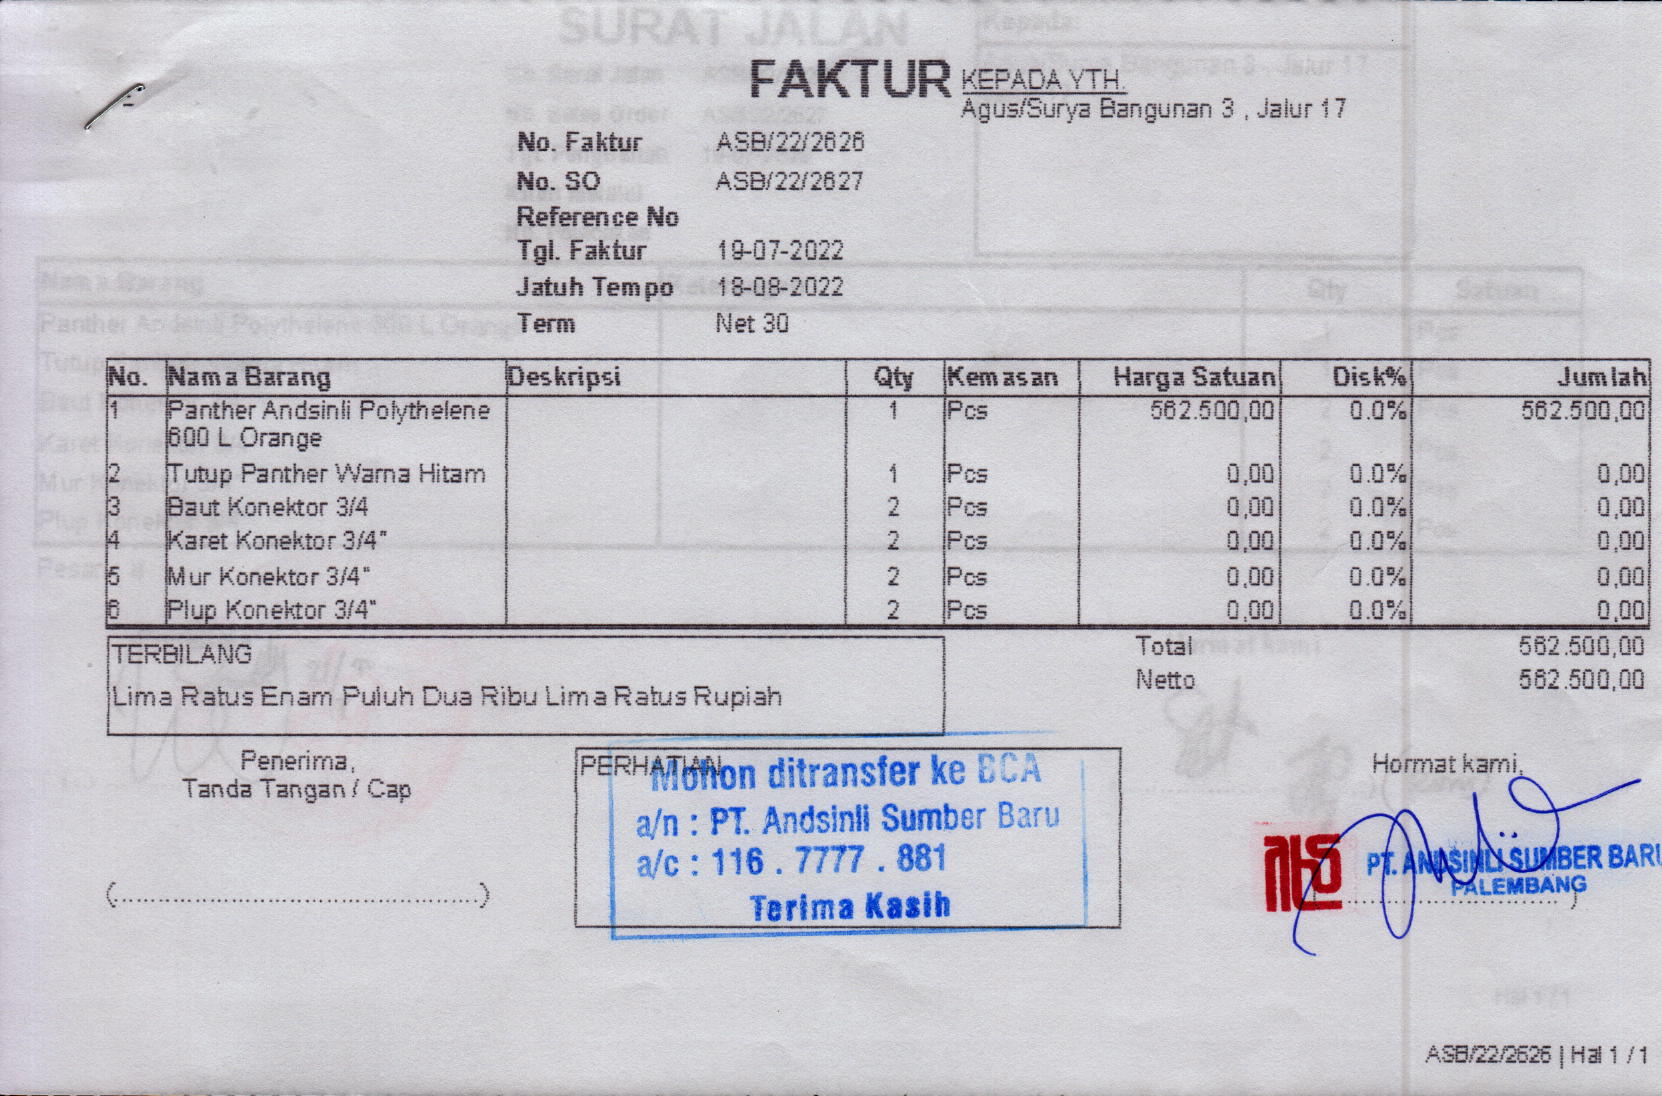 SURAT JALAN
Kepada:
FAKTUR
KEPADA YTH.
Agus/Surya Bangunan 3 , Jalur 17
No. Faktur ASB/22/2626
No. SO ASB/22/2627
Reference No
Tgl. Faktur 19-07-2022
Jatuh Tempo 18-08-2022
Term Net 30
No. Nama Barang Deskripsi Qty Kemasan Harga Satuan Disk% Jumlah
1 Panther Andsinli Polythelene 1 Pcs 562.500,00 0.0% 562.500,00
600 L Orange
2 Tutup Panther Warna Hitam 1 Pcs 0,00 0.0% 0,00
3 Baut Konektor 3/4 2 Pcs 0,00 0.0% 0,00
4 Karet Konektor 3/4" 2 Pcs 0,00 0.0% 0,00
5 Mur Konektor 3/4" 2 Pcs 0,00 0.0% 0,00
6 Plup Konektor 3/4" 2 Pcs 0,00 0.0% 0,00
TERBILANG
Lima Ratus Enam Puluh Dua Ribu Lima Ratus Rupiah
Total 562.500,00
Netto 562.500,00
Penerima,
Tanda Tangan / Cap
PERHATIAN
Mohon ditransfer ke BCA
a/n : PT. Andsinli Sumber Baru
a/c : 116 . 7777 . 881
Terima Kasih
Hormat kami,
PT. ANDSINLI SUMBER BARU
PALEMBANG
ASB/22/2626 | Hal 1 / 1